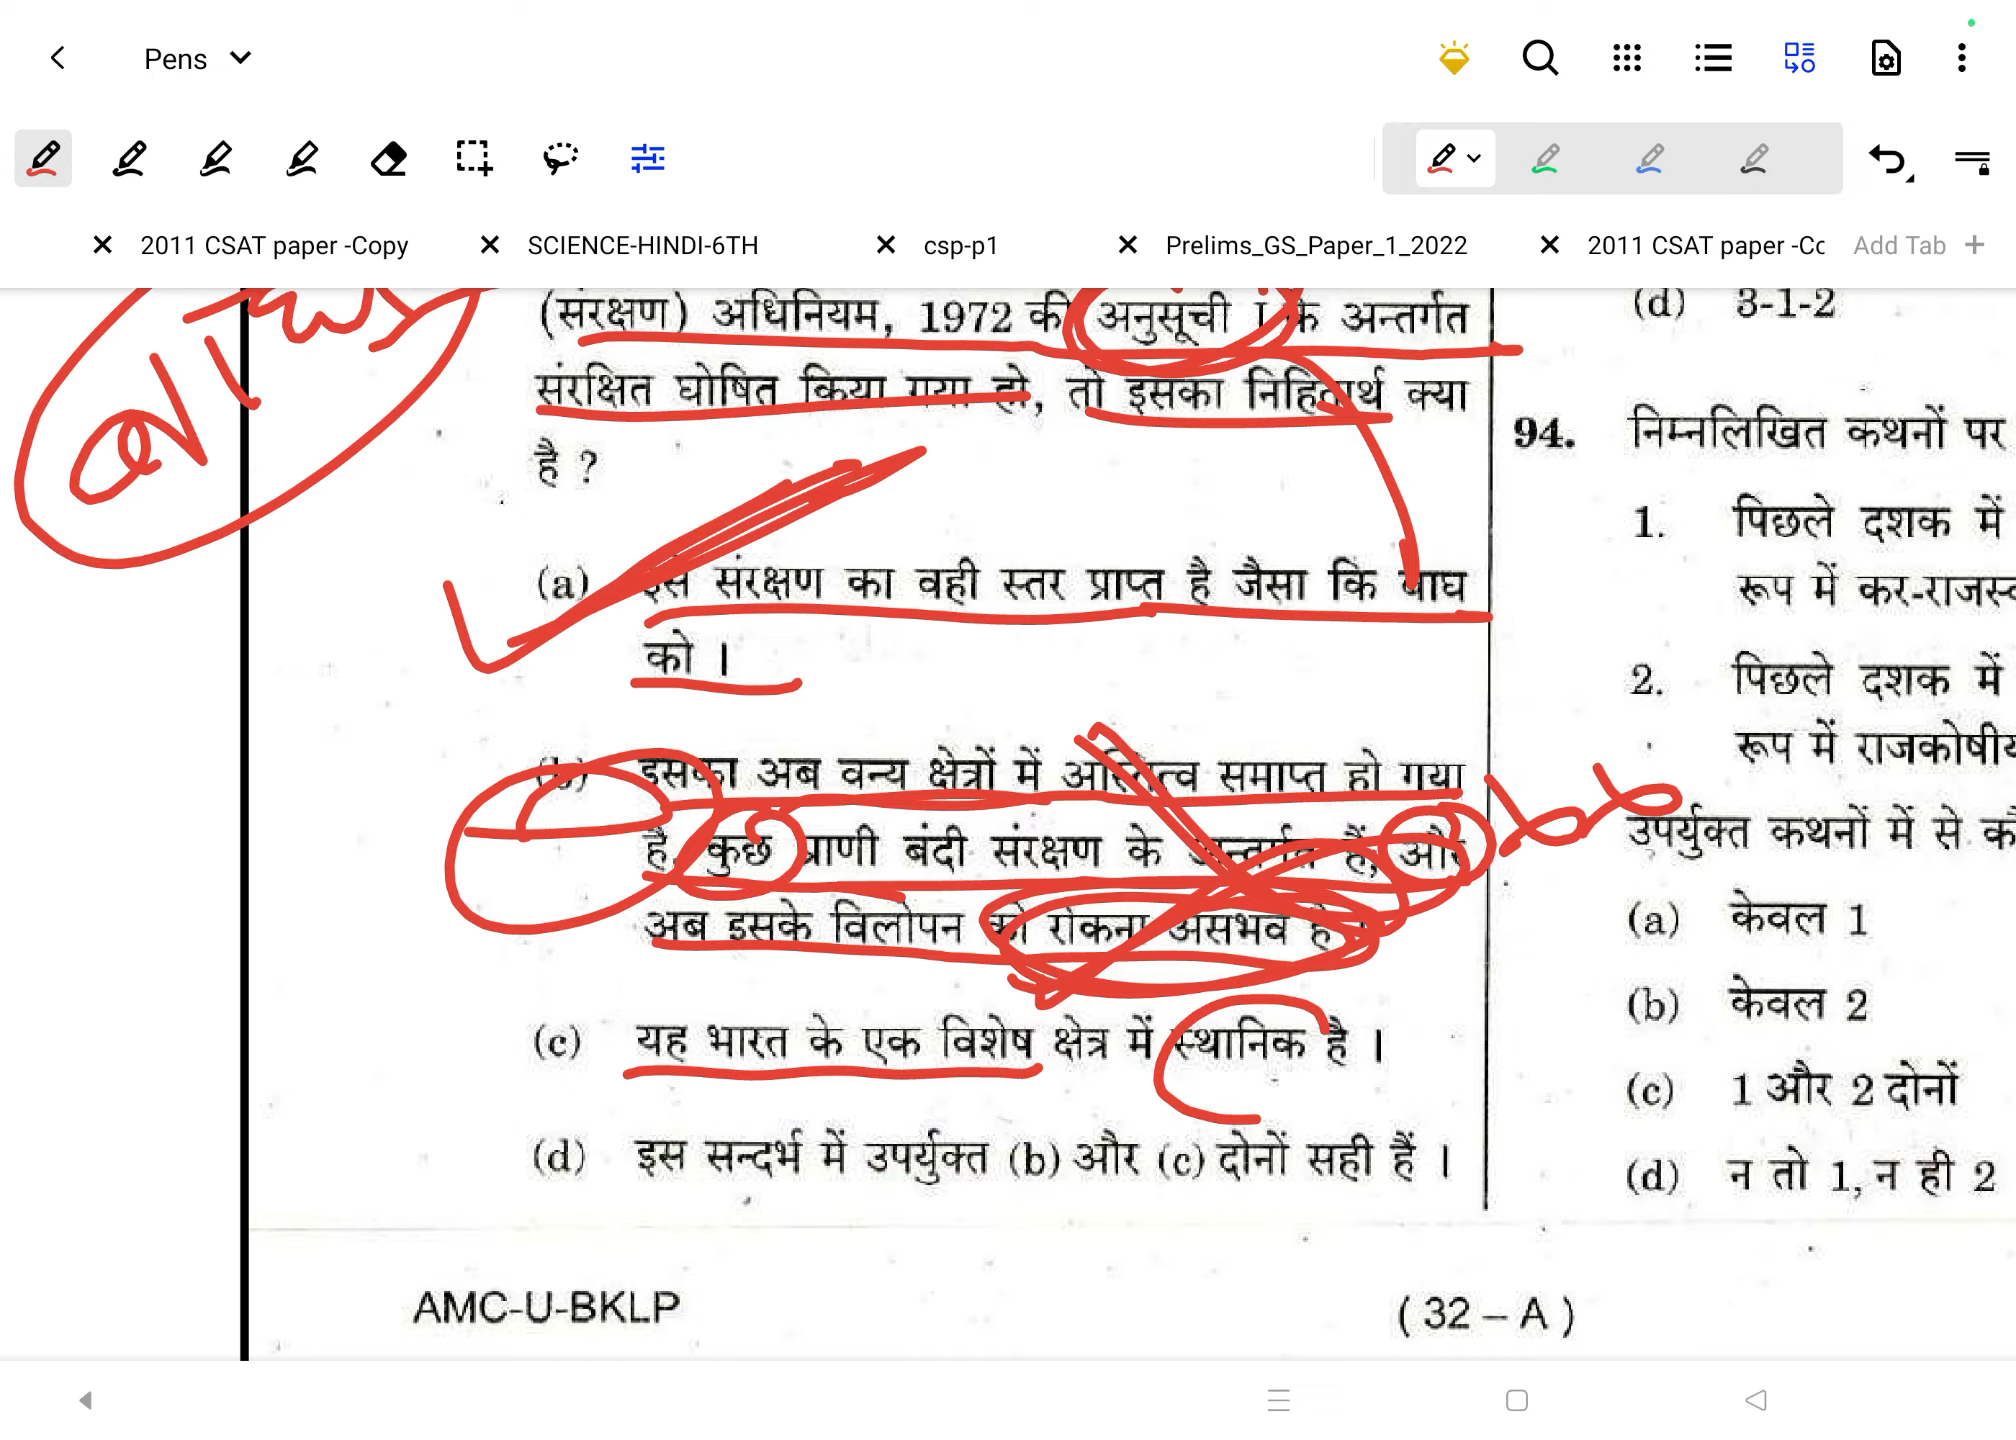 Pens
2011 CSAT paper -Copy
SCIENCE-HINDI-6TH
csp-p1
Prelims_GS_Paper_1_2022
2011 CSAT paper -Cc
Add Tab +
(संरक्षण) अधिनियम, 1972 की अनुसूची I के अन्तर्गत
संरक्षित घोषित किया गया हो, तो इसका निहितार्थ क्या
है ?
(a) इसे संरक्षण का वही स्तर प्राप्त है जैसा कि बाघ
को ।
(b) इसका अब वन्य क्षेत्रों में अस्तित्व समाप्त हो गया
है, कुछ प्राणी बंदी संरक्षण के अन्तर्गत हैं, और
अब इसके विलोपन को रोकना असंभव है
(c) यह भारत के एक विशेष क्षेत्र में स्थानिक है ।
(d) इस सन्दर्भ में उपर्युक्त (b) और (c) दोनों सही हैं ।
AMC-U-BKLP
( 32 – A )
(d) 3-1-2
94. निम्नलिखित कथनों पर
1. पिछले दशक में
रूप में कर-राजस्व
2. पिछले दशक में
रूप में राजकोषीय
उपर्युक्त कथनों में से कौ
(a) केवल 1
(b) केवल 2
(c) 1 और 2 दोनों
(d) न तो 1, न ही 2